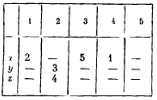 1 2 3 4 5
x 2 — 5 1 —
y — 3 — — —
z — 4 — — —